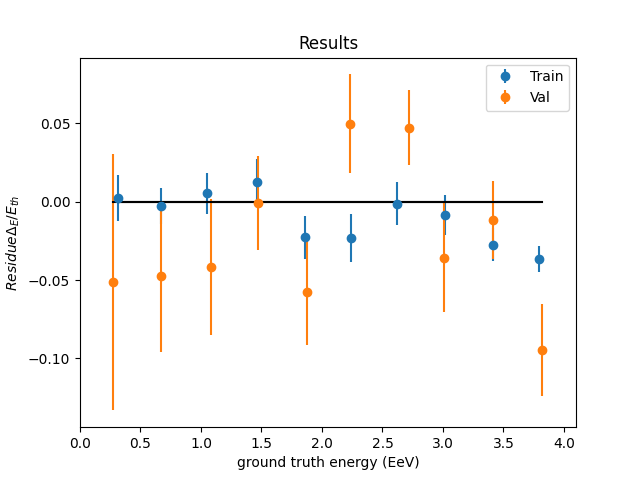 Results
Train
Val
0.05
0.00
−0.05
−0.10
Residue Δ_E/E_th
0.0 0.5 1.0 1.5 2.0 2.5 3.0 3.5 4.0
ground truth energy (EeV)